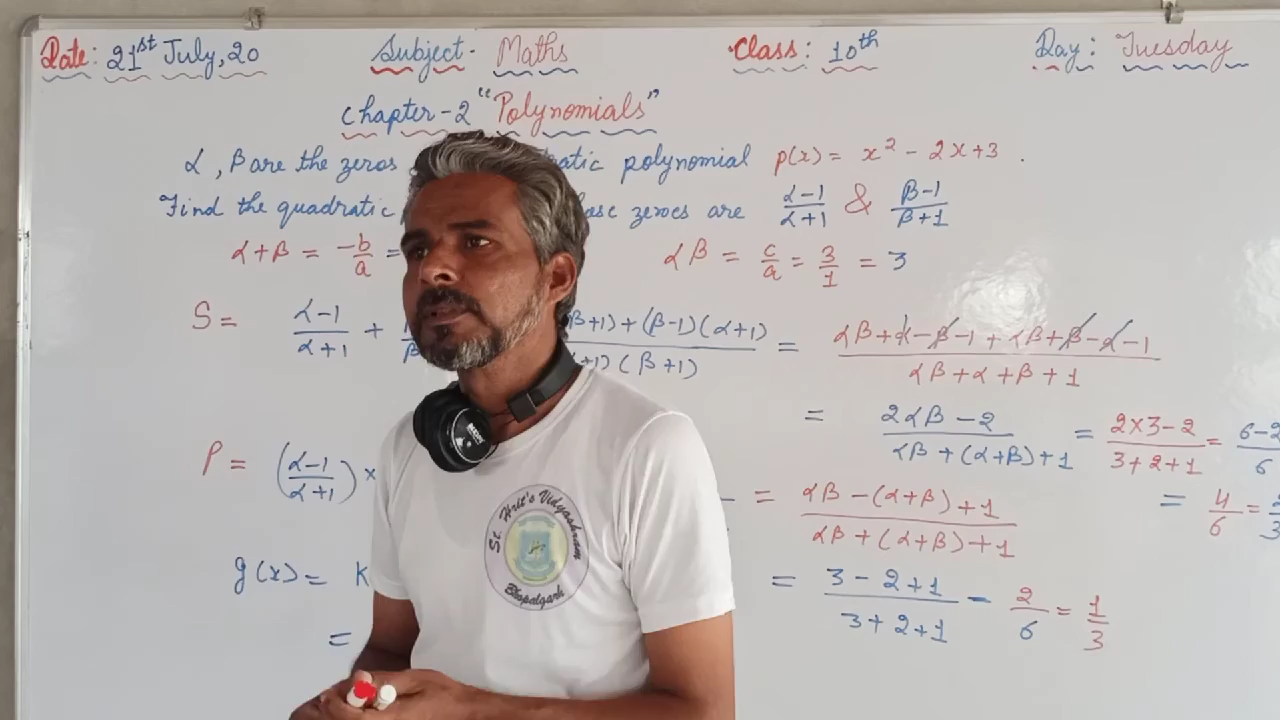 Date: 21st July, 20 Subject- Maths Class: 10th Day: Tuesday
Chapter-2 "Polynomials"
α, β are the zeros polynomial p(x) = x² - 2x + 3 .
Find the quadratic zeroes are α-1/α+1 & β-1/β+1
α+β = -b/a = αβ = c/a = 3/1 = 3
S = α-1/α+1 + β+1) + (β-1)(α+1)/ +1)(β+1) = αβ+α-β-1+αβ+β-α-1/αβ+α+β+1
= 2αβ-2/αβ+(α+β)+1 = 2×3-2/3+2+1 = 6-2/6
P = (α-1/α+1) × = αβ-(α+β)+1/αβ+(α+β)+1 = 4/6 = 2/3
g(x) = K = 3-2+1/3+2+1 = 2/6 = 1/3
=
St. Hrit's Vidyashram
Bhopalgarh